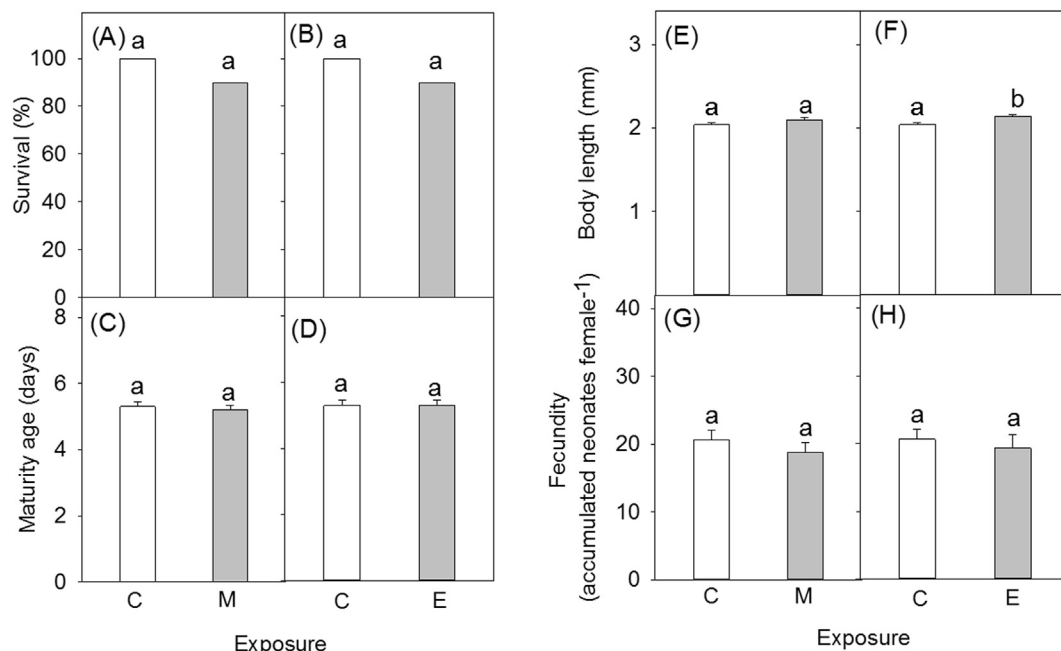 (A)
a
a
(B)
a
a
100
80
60
40
20
0
Survival (%)
(C)
a
a
(D)
a
a
8
6
4
2
0
Maturity age (days)
C
M
C
E
Exposure
(E)
a
a
(F)
a
b
3
2
1
Body length (mm)
(G)
a
a
(H)
a
a
40
30
20
10
0
Fecundity
(accumulated neonates female-1)
C
M
C
E
Exposure